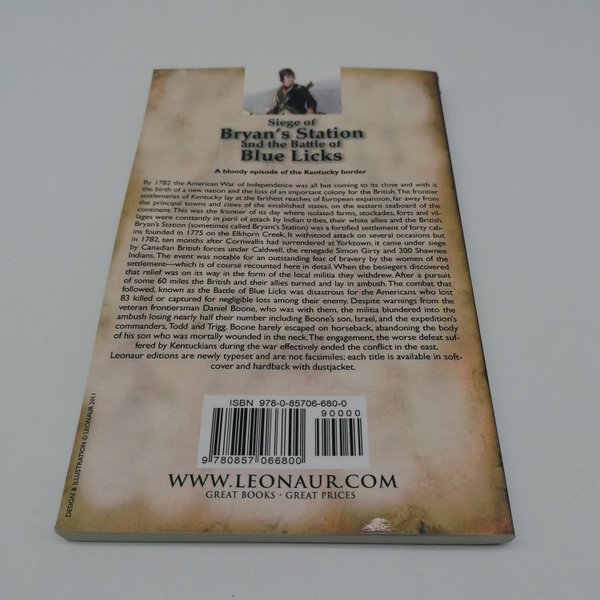 Siege of
Bryan's Station
and the Battle of
Blue Licks
A bloody episode of the Kentucky border
By 1782 the American War of Independence was all but coming to its close and with it
the birth of a new nation and the loss of an important colony for the British. The frontier
settlements of Kentucky lay at the farthest reaches of European expansion, far away from
the principal towns and cities of the established states, on the eastern seaboard of the
continent. This was the frontier of its day where isolated farms, stockades, forts and vil-
lages were constantly in peril of attack by Indian tribes, their white allies and the British.
Bryan's Station (sometimes called Bryant's Station) was a fortified settlement of forty cab-
ins founded in 1775 on the Elkhorn Creek. It withstood attack on several occasions but
in 1782, ten months after Cornwallis had surrendered at Yorktown, it came under siege
by Canadian British forces under Caldwell, the renegade Simon Girty and 300 Shawnee
Indians. The event was notable for an outstanding feat of bravery by the women of the
settlement—which is of course recounted here in detail. When the besiegers discovered
that relief was on its way in the form of the local militia they withdrew. After a pursuit
of some 60 miles the British and their allies turned and lay in ambush. The combat that
followed, known as the Battle of Blue Licks was disastrous for the Americans who lost
83 killed or captured for negligible loss among their enemy. Despite warnings from the
veteran frontiersman Daniel Boone, who was with them, the militia blundered into the
ambush losing nearly half their number including Boone's son, Israel, and the expedition's
commanders, Todd and Trigg. Boone barely escaped on horseback, abandoning the body
of his son who was mortally wounded in the neck. The engagement, the worse defeat suf-
fered by Kentuckians during the war effectively ended the conflict in the east.
Leonaur editions are newly typeset and are not facsimiles; each title is available in soft-
cover and hardback with dustjacket.
ISBN 978-0-85706-680-0
90000
9 780857 066800
WWW.LEONAUR.COM
GREAT BOOKS · GREAT PRICES
DESIGN & ILLUSTRATION © LEONAUR 2011